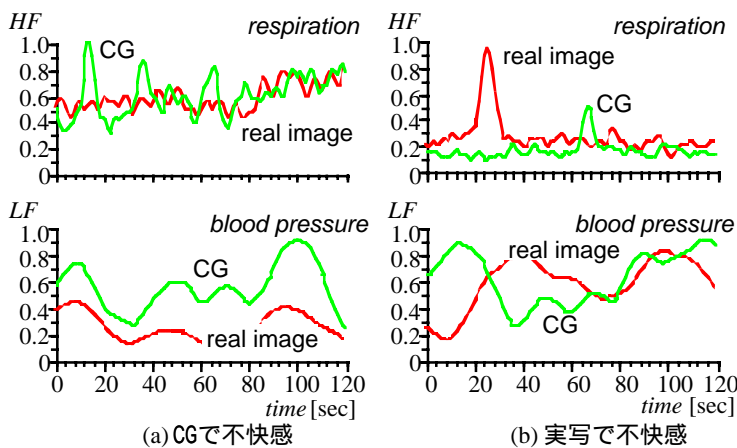 HF
respiration
1.0
CG
0.8
0.6
0.4
real image
0.2
0
LF
blood pressure
1.0
0.8
CG
0.6
0.4
0.2
real image
0
0 20 40 60 80 100 120
time [sec]
(a) CGで不快感
HF
respiration
1.0
real image
0.8
CG
0.6
0.4
0.2
0
LF
blood pressure
1.0
real image
0.8
0.6
0.4
CG
0.2
0
0 20 40 60 80 100 120
time [sec]
(b) 実写で不快感